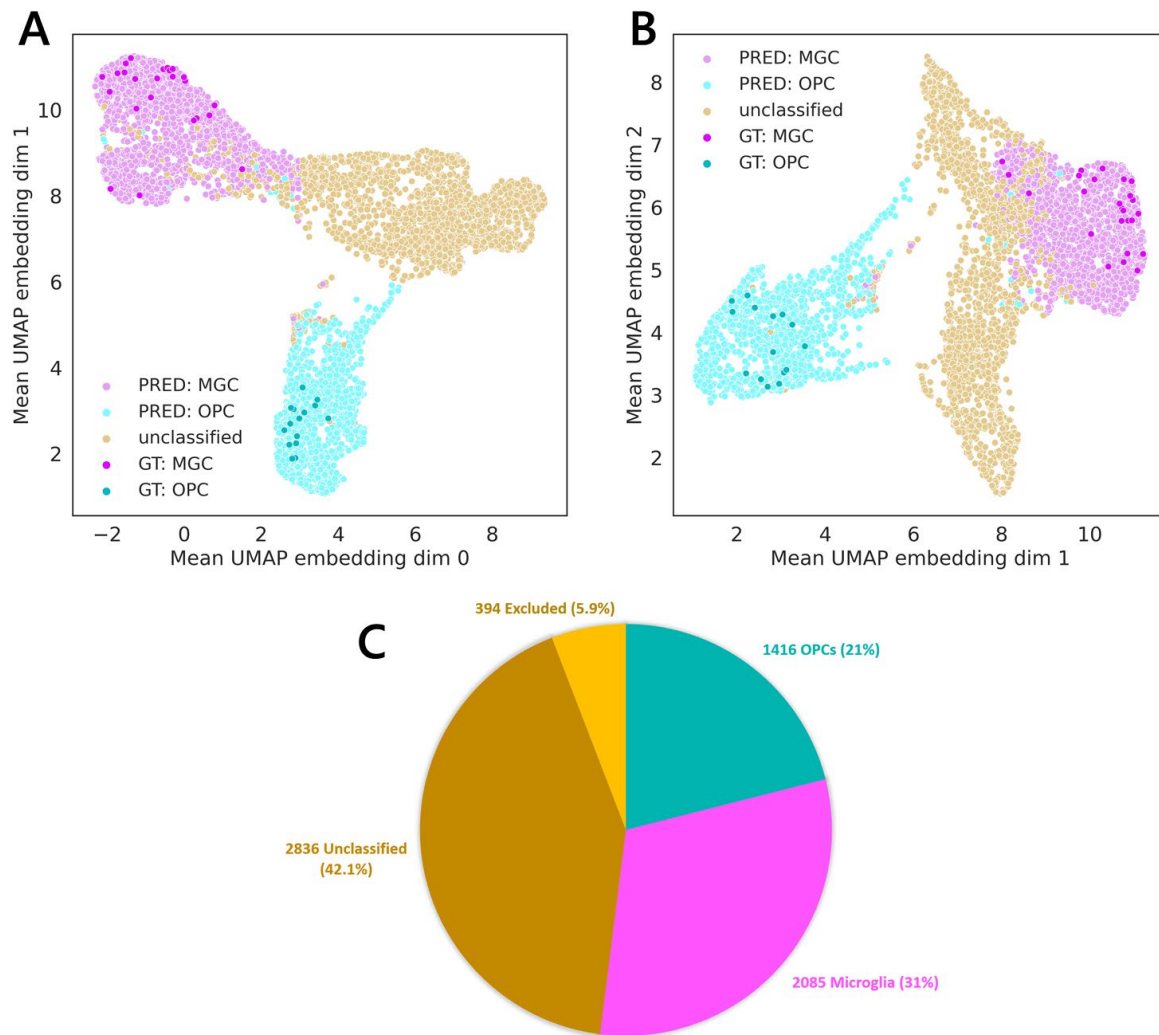 A
10
8
6
4
2
−2
0
2
4
6
8
Mean UMAP embedding dim 1
Mean UMAP embedding dim 0
PRED: MGC
PRED: OPC
unclassified
GT: MGC
GT: OPC
B
8
7
6
5
4
3
2
2
4
6
8
10
Mean UMAP embedding dim 2
Mean UMAP embedding dim 1
PRED: MGC
PRED: OPC
unclassified
GT: MGC
GT: OPC
C
394 Excluded (5.9%)
1416 OPCs (21%)
2836 Unclassified
(42.1%)
2085 Microglia (31%)